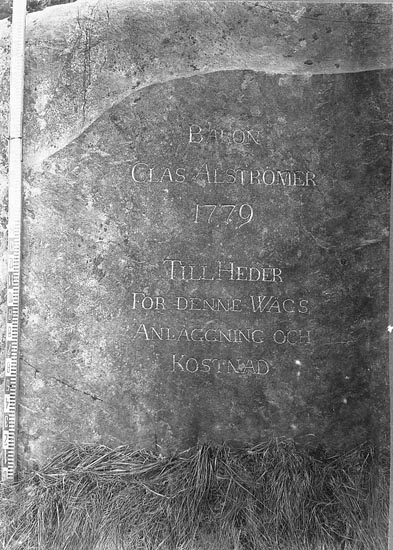 BARON
CLAS ALSTRÖMER
1779
TILL HEDER
FÖR DENNE WÄGS
ANLÄGGNING OCH
KOSTNAD